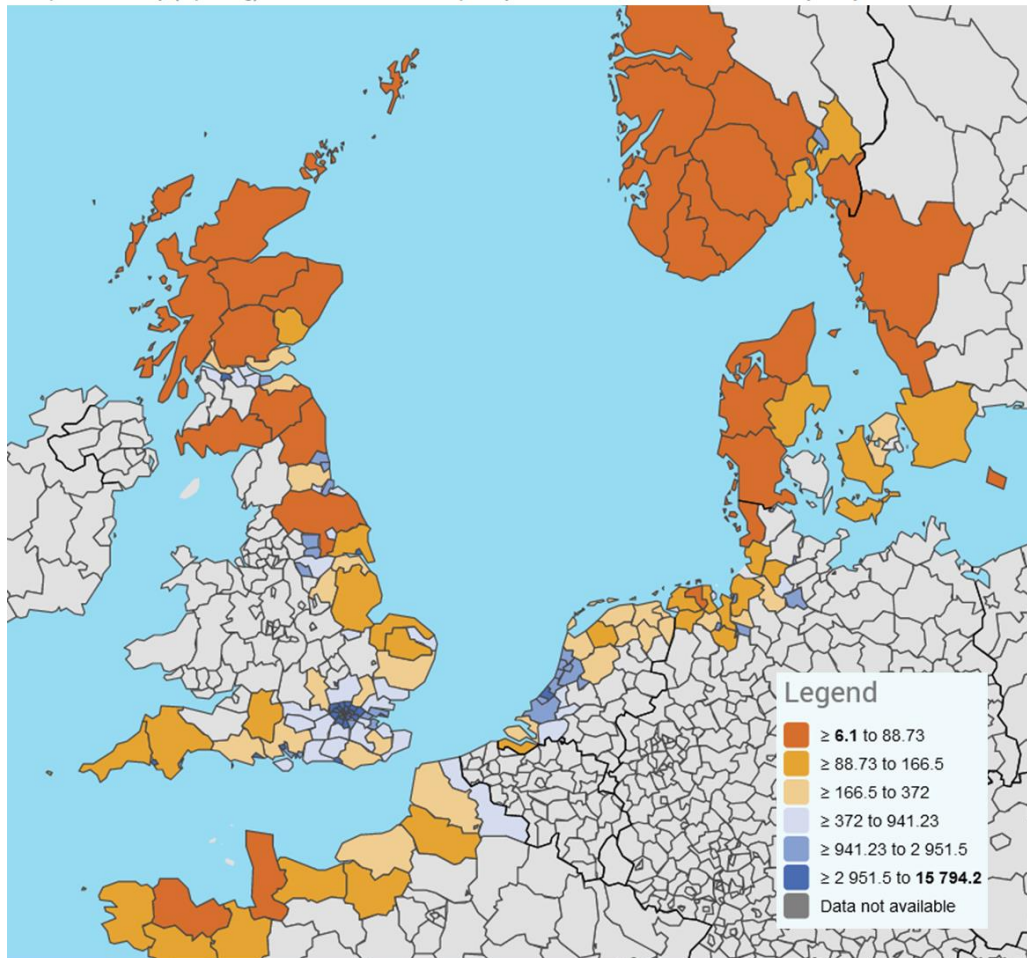 Legend
≥ 6.1 to 88.73
≥ 88.73 to 166.5
≥ 166.5 to 372
≥ 372 to 941.23
≥ 941.23 to 2 951.5
≥ 2 951.5 to 15 794.2
Data not available